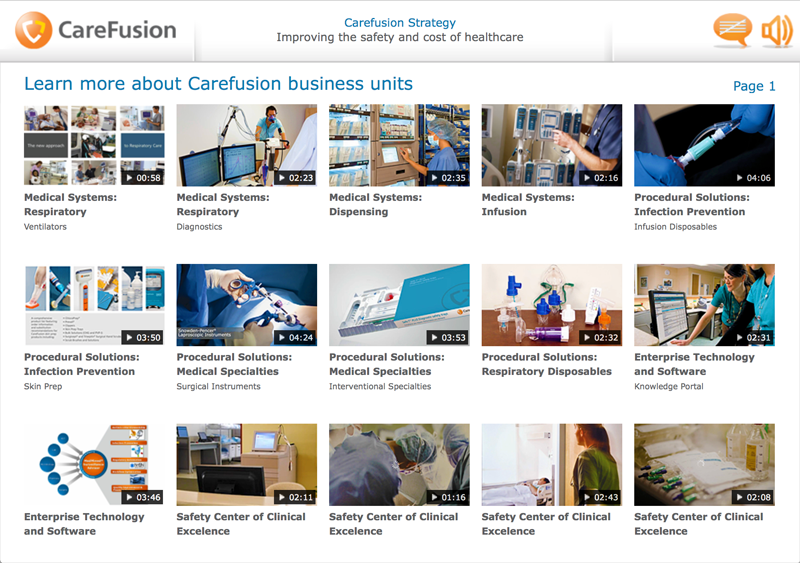 CareFusion
Carefusion Strategy
Improving the safety and cost of healthcare
Learn more about Carefusion business units
Page 1
The new approach
to Respiratory Care
00:58
02:23
02:35
02:16
04:06
Medical Systems:
Respiratory
Ventilators
Medical Systems:
Respiratory
Diagnostics
Medical Systems:
Dispensing
Medical Systems:
Infusion
Procedural Solutions:
Infection Prevention
Infusion Disposables
03:50
Snowden-Pencer®
Laproscopic Instruments
04:24
03:53
02:32
02:31
Procedural Solutions:
Infection Prevention
Skin Prep
Procedural Solutions:
Medical Specialties
Surgical Instruments
Procedural Solutions:
Medical Specialties
Interventional Specialties
Procedural Solutions:
Respiratory Disposables
Enterprise Technology
and Software
Knowledge Portal
03:46
02:11
01:16
02:43
02:08
Enterprise Technology
and Software
Safety Center of Clinical
Excelence
Safety Center of Clinical
Excelence
Safety Center of Clinical
Excelence
Safety Center of Clinical
Excelence